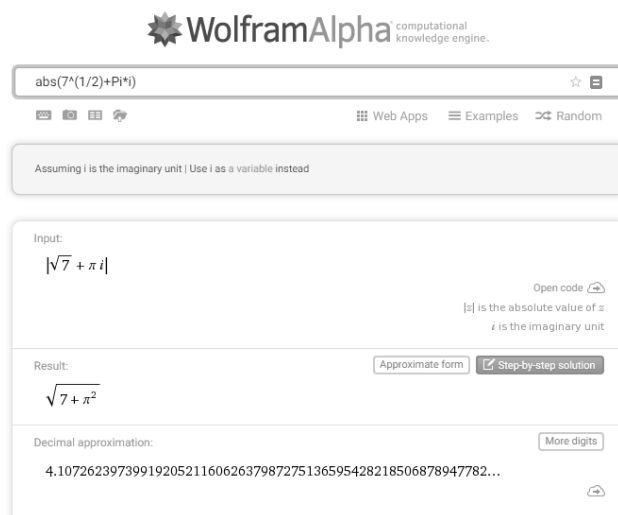 WolframAlpha computational knowledge engine.
abs(7^(1/2)+Pi*i)
Web Apps Examples Random
Assuming i is the imaginary unit | Use i as a variable instead
Input:
|√7 + π i|
Open code
|z| is the absolute value of z
i is the imaginary unit
Result:
Approximate form Step-by-step solution
√(7 + π²)
Decimal approximation:
More digits
4.107262397399192052116062637987275136595428218506878947782...